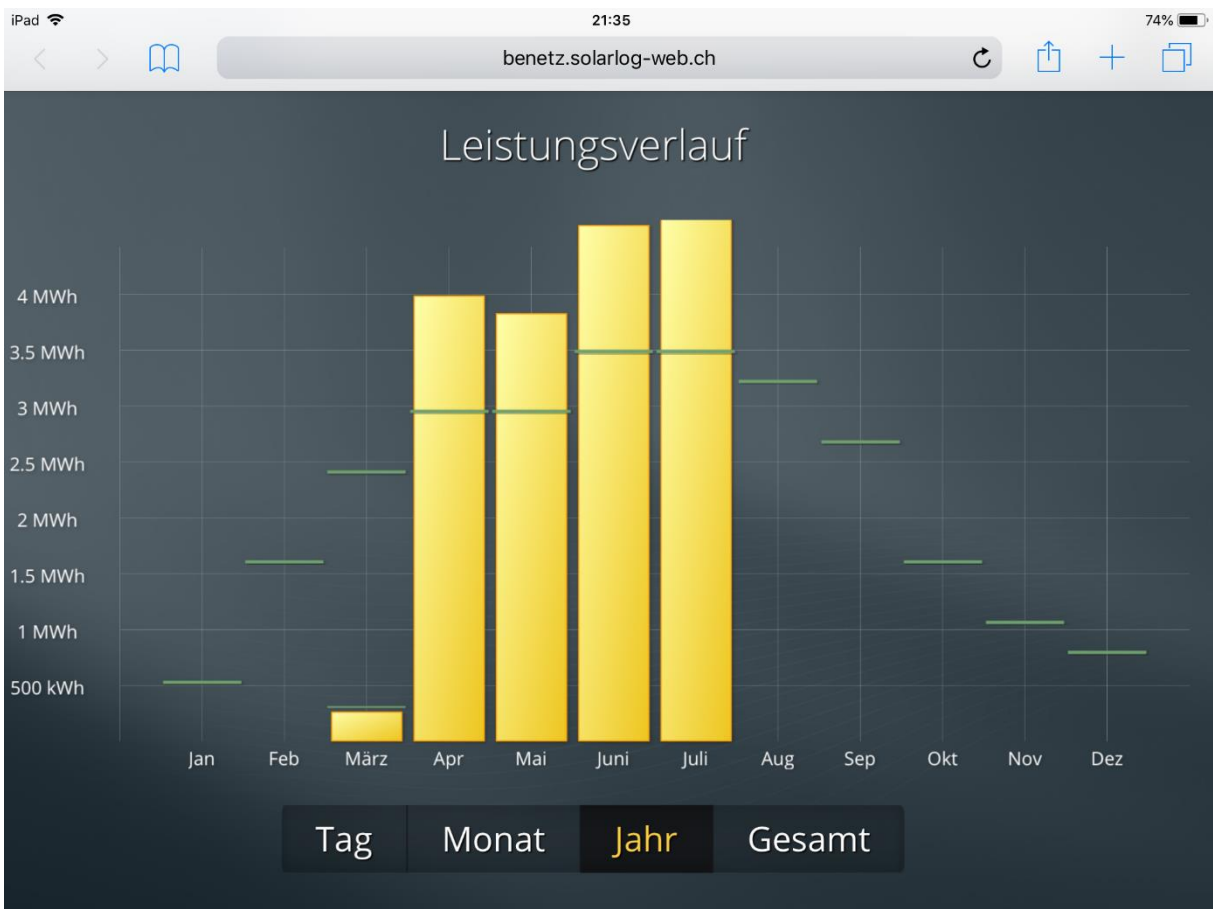 iPad 21:35 74%
benetz.solarlog-web.ch
Leistungsverlauf
4 MWh
3.5 MWh
3 MWh
2.5 MWh
2 MWh
1.5 MWh
1 MWh
500 kWh
Jan Feb März Apr Mai Juni Juli Aug Sep Okt Nov Dez
Tag Monat Jahr Gesamt